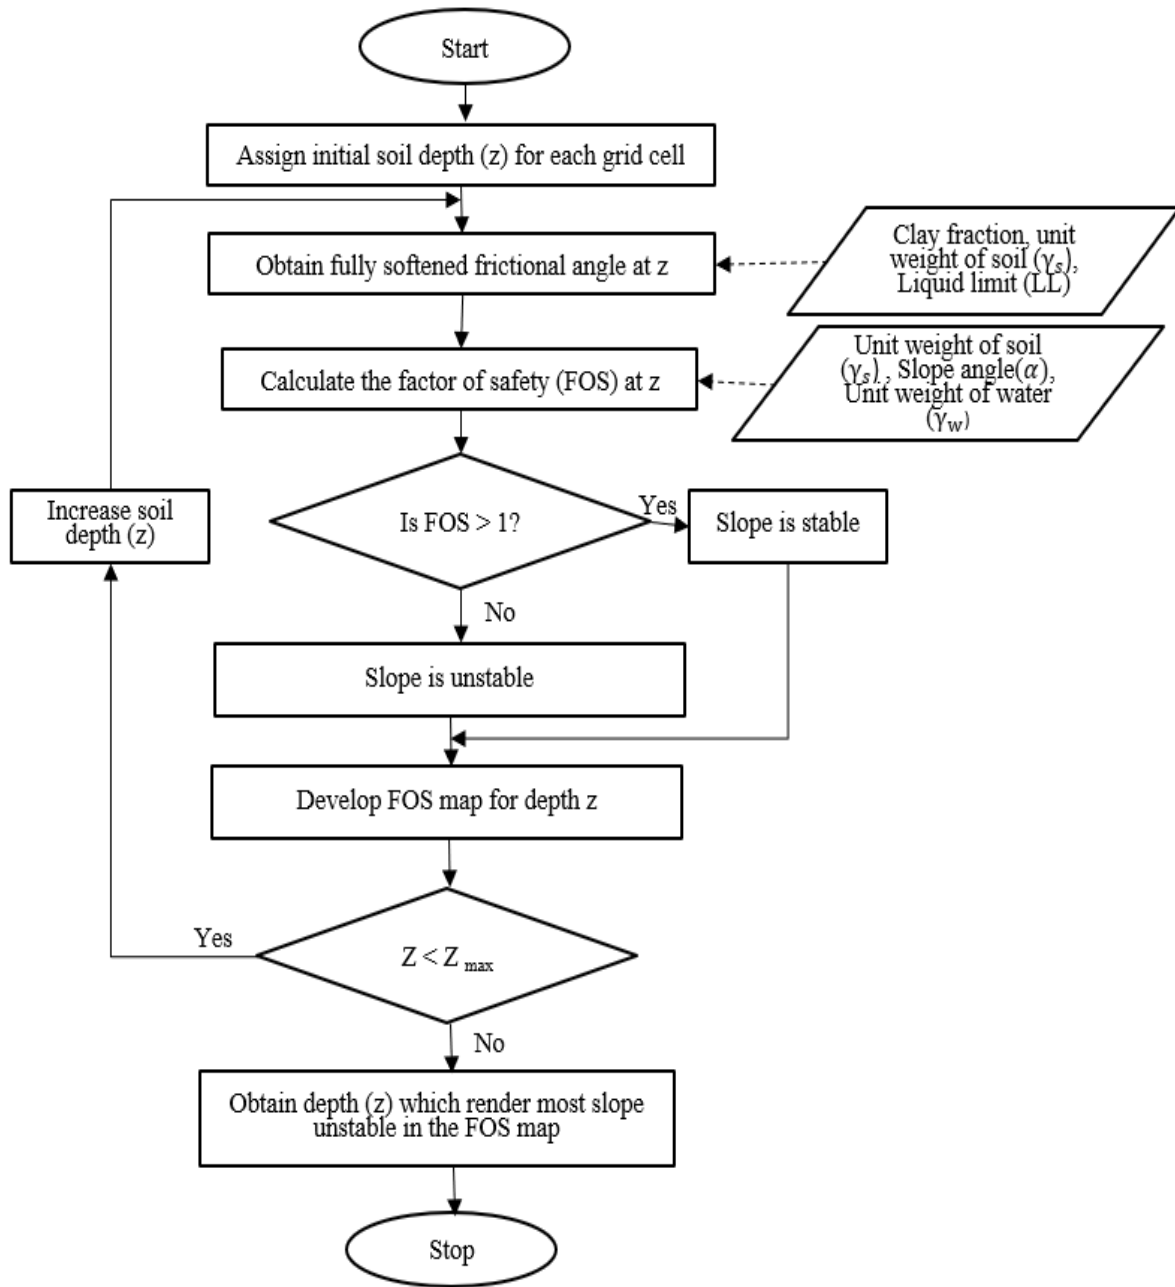 Start
Assign initial soil depth (z) for each grid cell
Obtain fully softened frictional angle at z
Clay fraction, unit
weight of soil (γₛ),
Liquid limit (LL)
Calculate the factor of safety (FOS) at z
Unit weight of soil
(γₛ) , Slope angle(α),
Unit weight of water
(γw)
Is FOS > 1?
Yes
Slope is stable
Increase soil
depth (z)
No
Slope is unstable
Develop FOS map for depth z
Yes
Z < Z max
No
Obtain depth (z) which render most slope
unstable in the FOS map
Stop